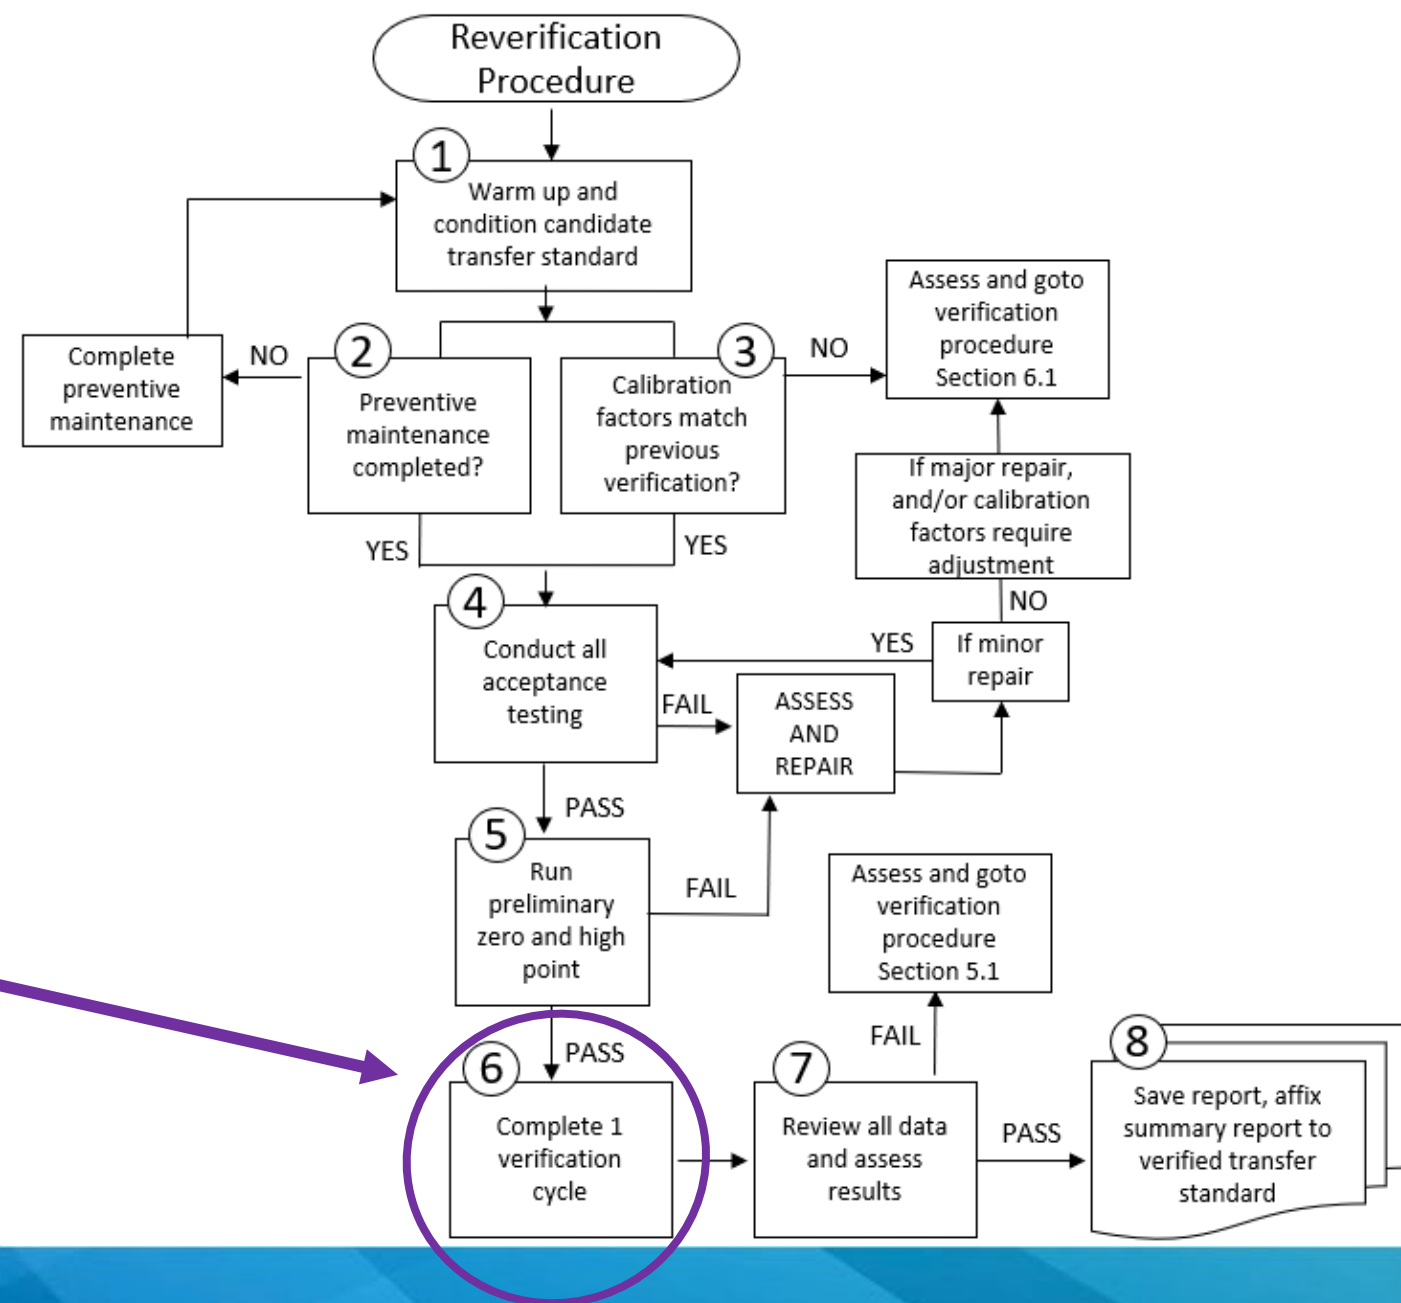 Reverification
Procedure
1
Warm up and
condition candidate
transfer standard
Complete
preventive
maintenance
NO
2
Preventive
maintenance
completed?
3
Calibration
factors match
previous
verification?
NO
Assess and goto
verification
procedure
Section 6.1
If major repair,
and/or calibration
factors require
adjustment
NO
YES
YES
4
Conduct all
acceptance
testing
YES
If minor
repair
FAIL
ASSESS
AND
REPAIR
PASS
5
Run
preliminary
zero and high
point
FAIL
Assess and goto
verification
procedure
Section 5.1
PASS
FAIL
6
Complete 1
verification
cycle
7
Review all data
and assess
results
PASS
8
Save report, affix
summary report to
verified transfer
standard